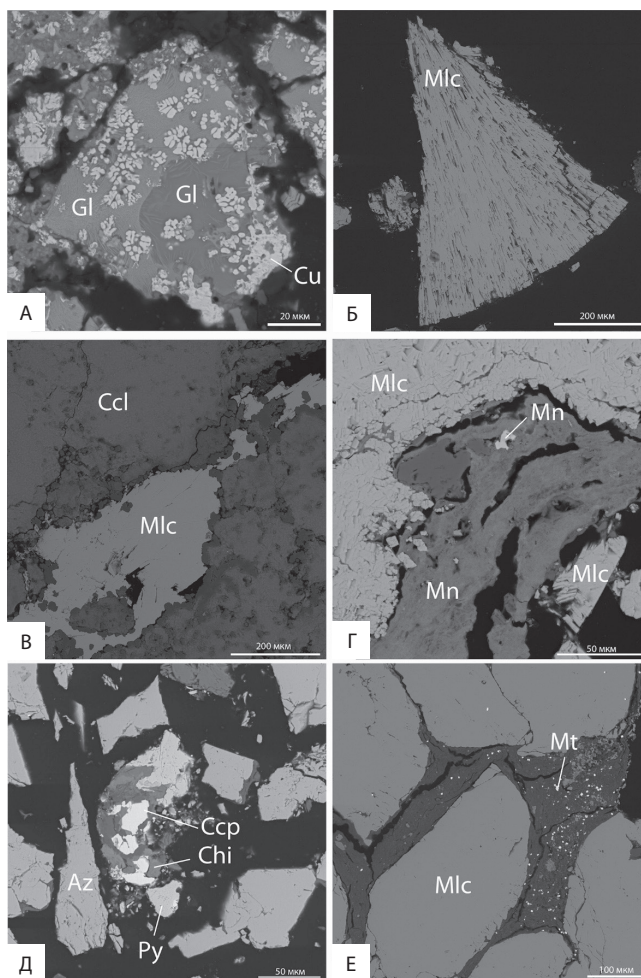 Gl
Gl
Cu
А
20 мкм
Mlc
Б
200 мкм
Ccl
Mlc
В
200 мкм
Mlc
Mn
Mn
Mlc
Г
50 мкм
Ccp
Chi
Az
Py
Д
50 мкм
Mt
Mlc
Е
100 мкм